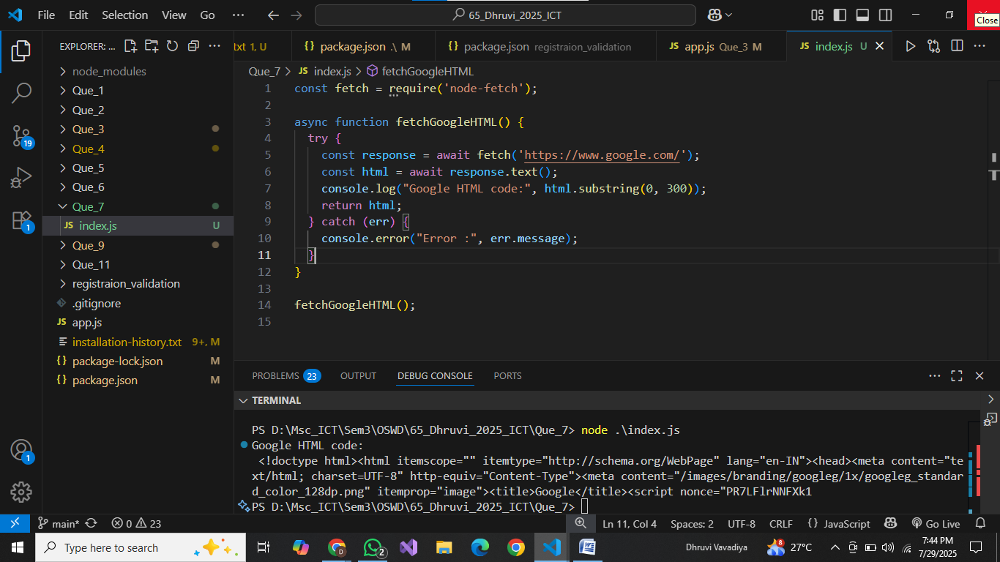 File Edit Selection View Go ··· 65_Dhruvi_2025_ICT
Close
EXPLORER: ...
node_modules
Que_1
Que_2
Que_3
Que_4
Que_5
Que_6
Que_7
JS index.js U
Que_9
Que_11
registraion_validation
.gitignore
JS app.js
installation-history.txt 9+, M
{} package-lock.json M
{} package.json M
19
1
1
txt 1, U {} package.json .\ M {} package.json registraion_validation JS app.js Que_3 M JS index.js U
Que_7 > JS index.js > fetchGoogleHTML
1 const fetch = require('node-fetch');
2
3 async function fetchGoogleHTML() {
4 try {
5 const response = await fetch('https://www.google.com/');
6 const html = await response.text();
7 console.log("Google HTML code:", html.substring(0, 300));
8 return html;
9 } catch (err) {
10 console.error("Error :", err.message);
11 }
12 }
13
14 fetchGoogleHTML();
15
PROBLEMS 23 OUTPUT DEBUG CONSOLE PORTS
TERMINAL
PS D:\Msc_ICT\Sem3\OSWD\65_Dhruvi_2025_ICT\Que_7> node .\index.js
Google HTML code:
<!doctype html><html itemscope="" itemtype="http://schema.org/WebPage" lang="en-IN"><head><meta content="te
xt/html; charset=UTF-8" http-equiv="Content-Type"><meta content="/images/branding/googleg/1x/googleg_standar
d_color_128dp.png" itemprop="image"><title>Google</title><script nonce="PR7LFlrNNFXk1
PS D:\Msc_ICT\Sem3\OSWD\65_Dhruvi_2025_ICT\Que_7>
main* 0 23 Ln 11, Col 4 Spaces: 2 UTF-8 CRLF {} JavaScript Go Live
Type here to search D 2 Dhruvi Vavadiya 8 27°C 7:44 PM
7/29/2025